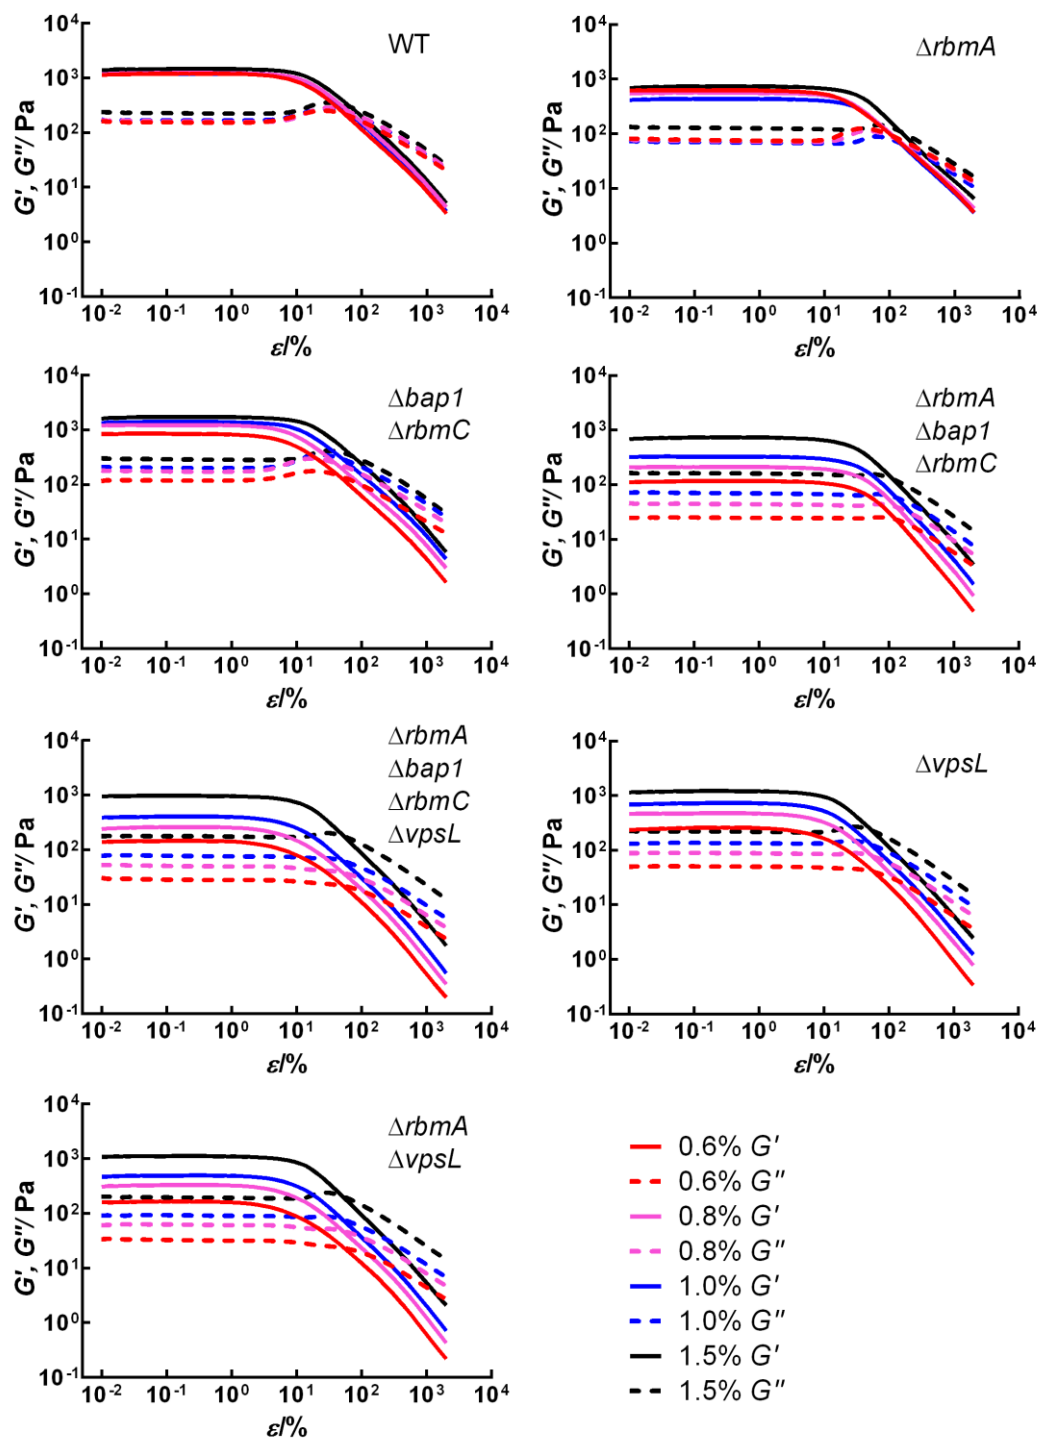 WT
G', G"/ Pa
10⁴
10³
10²
10¹
10⁰
10⁻¹
10⁻² 10⁻¹ 10⁰ 10¹ 10² 10³ 10⁴
ε/%
ΔrbmA
G', G"/ Pa
10⁴
10³
10²
10¹
10⁰
10⁻¹
10⁻² 10⁻¹ 10⁰ 10¹ 10² 10³ 10⁴
ε/%
Δbap1
ΔrbmC
G', G"/ Pa
10⁴
10³
10²
10¹
10⁰
10⁻¹
10⁻² 10⁻¹ 10⁰ 10¹ 10² 10³ 10⁴
ε/%
ΔrbmA
Δbap1
ΔrbmC
G', G"/ Pa
10⁴
10³
10²
10¹
10⁰
10⁻¹
10⁻² 10⁻¹ 10⁰ 10¹ 10² 10³ 10⁴
ε/%
ΔrbmA
Δbap1
ΔrbmC
ΔvpsL
G', G"/ Pa
10⁴
10³
10²
10¹
10⁰
10⁻¹
10⁻² 10⁻¹ 10⁰ 10¹ 10² 10³ 10⁴
ε/%
ΔvpsL
G', G"/ Pa
10⁴
10³
10²
10¹
10⁰
10⁻¹
10⁻² 10⁻¹ 10⁰ 10¹ 10² 10³ 10⁴
ε/%
ΔrbmA
ΔvpsL
G', G"/ Pa
10⁴
10³
10²
10¹
10⁰
10⁻¹
10⁻² 10⁻¹ 10⁰ 10¹ 10² 10³ 10⁴
ε/%
0.6% G'
0.6% G"
0.8% G'
0.8% G"
1.0% G'
1.0% G"
1.5% G'
1.5% G"